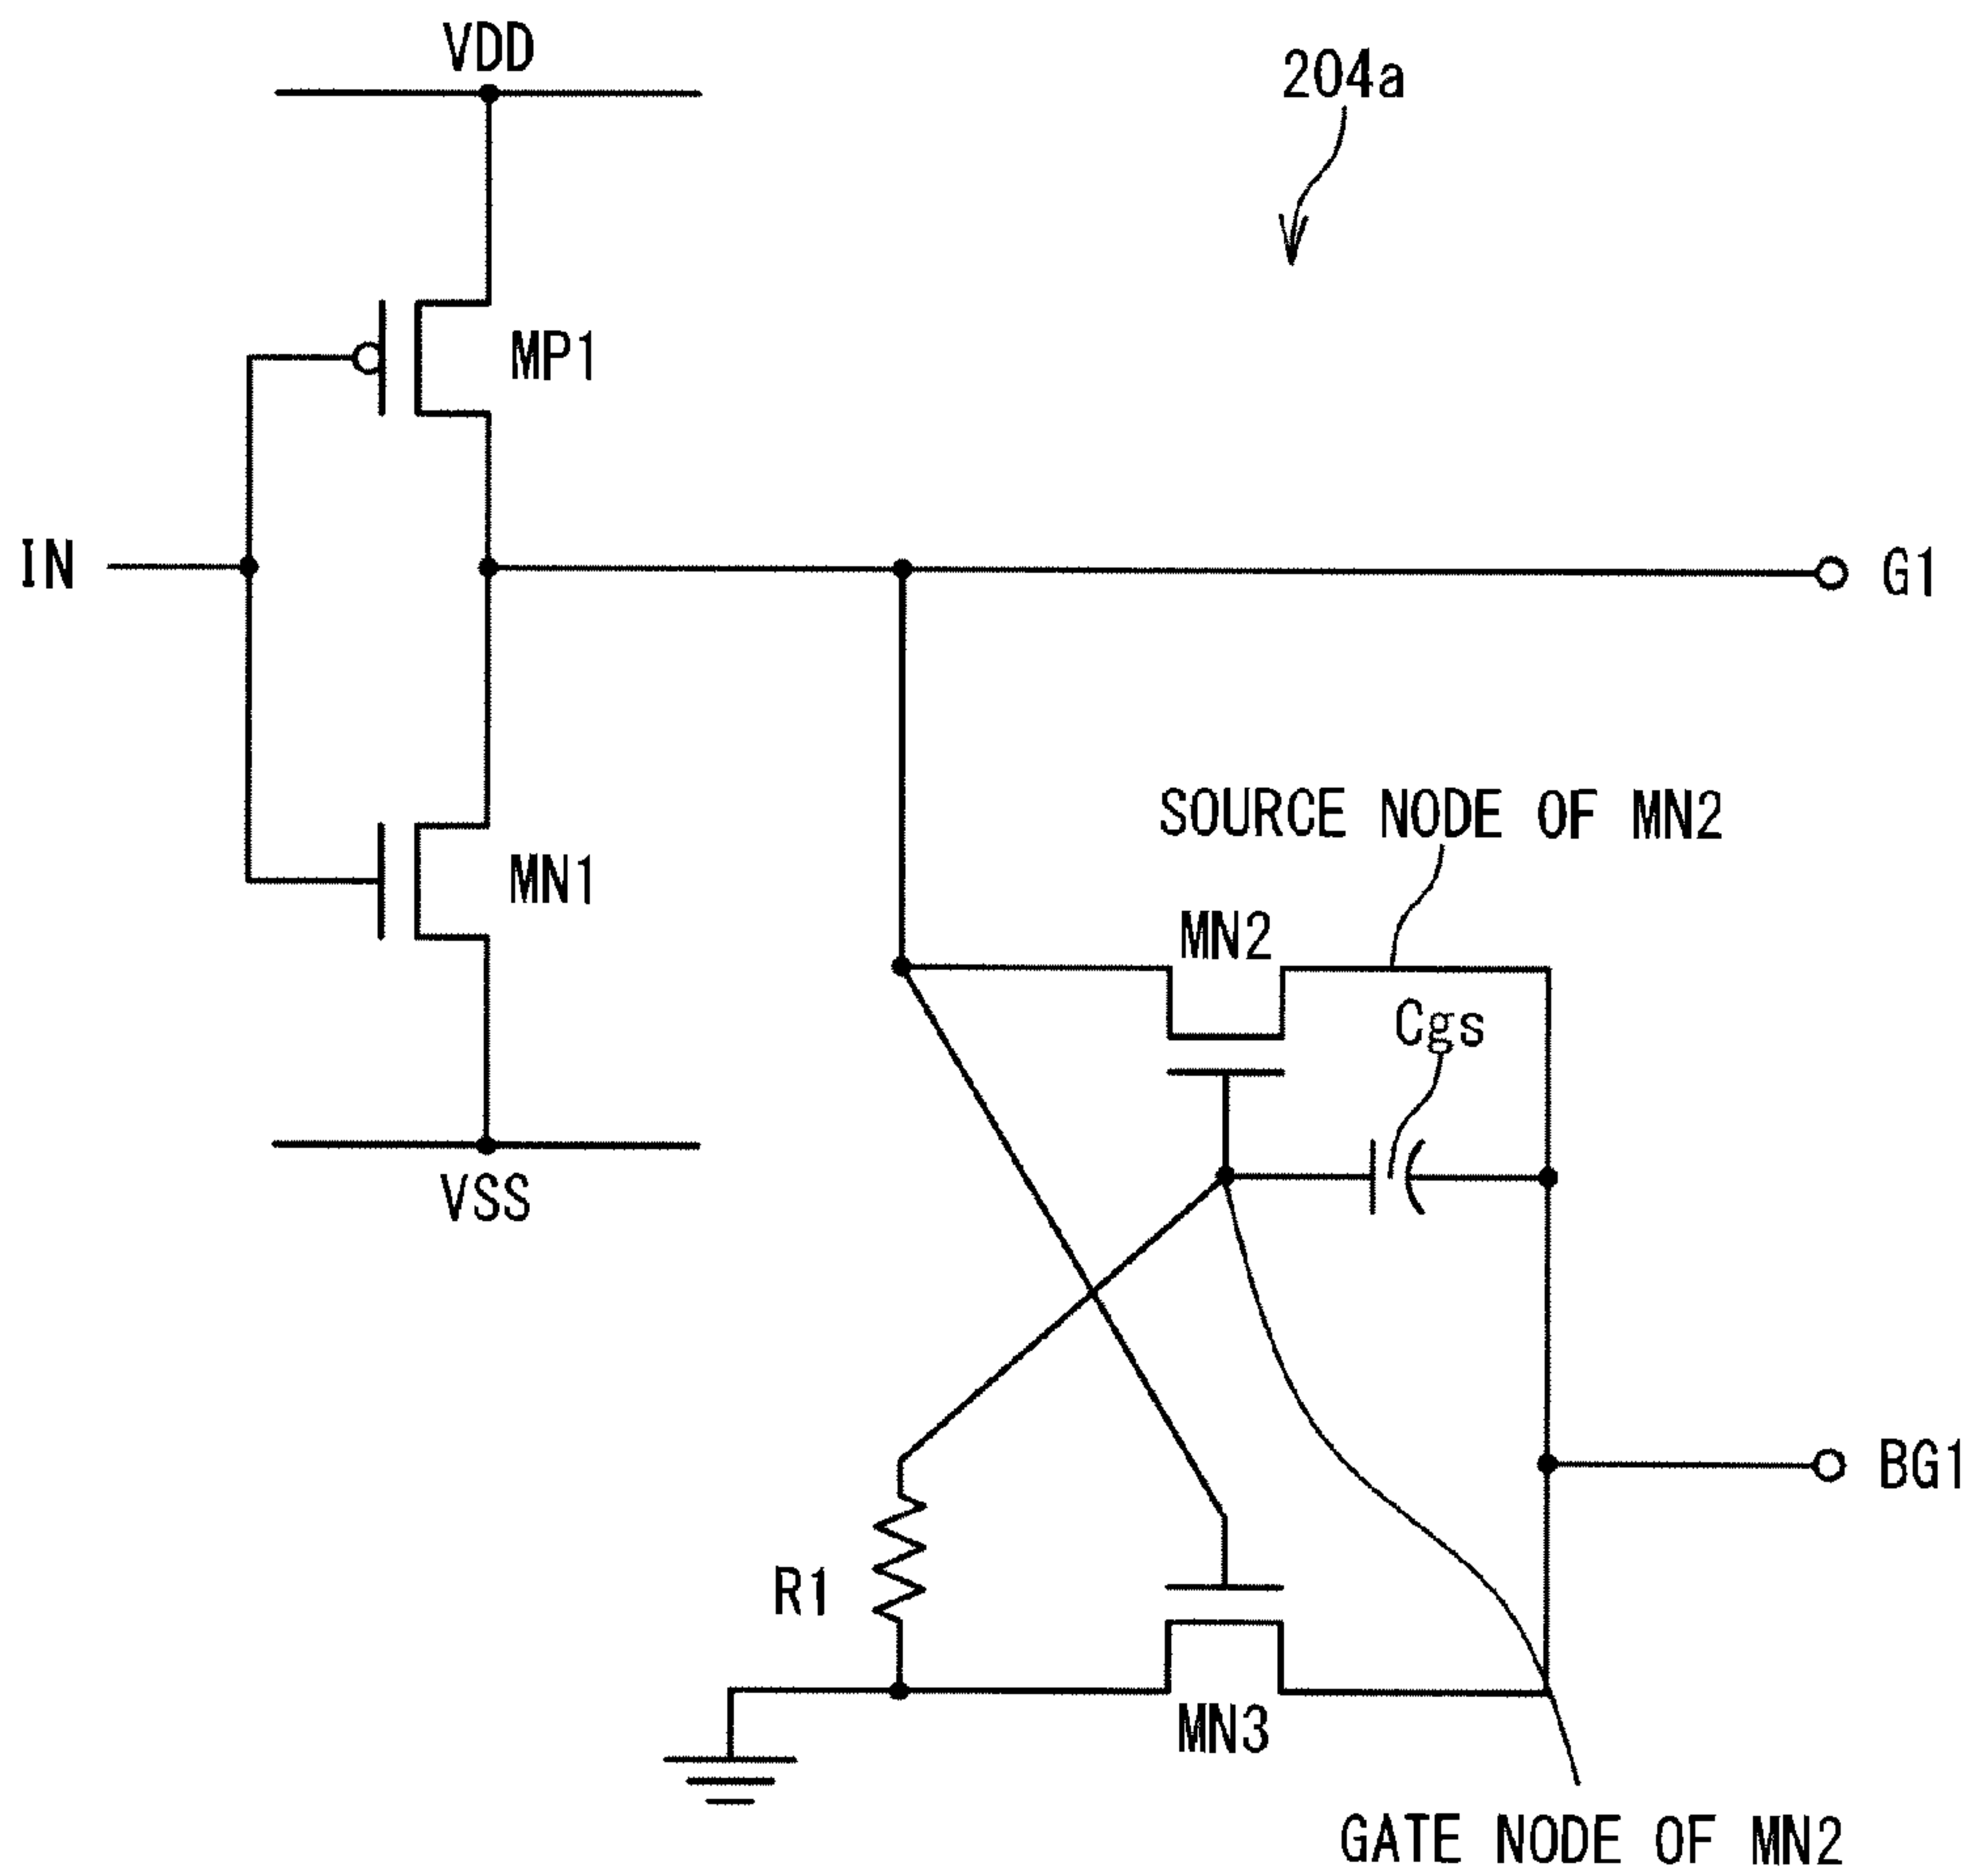 VDD
204a
MP1
IN
G1
SOURCE NODE OF MN2
MN1
MN2
Cgs
VSS
BG1
R1
MN3
GATE NODE OF MN2